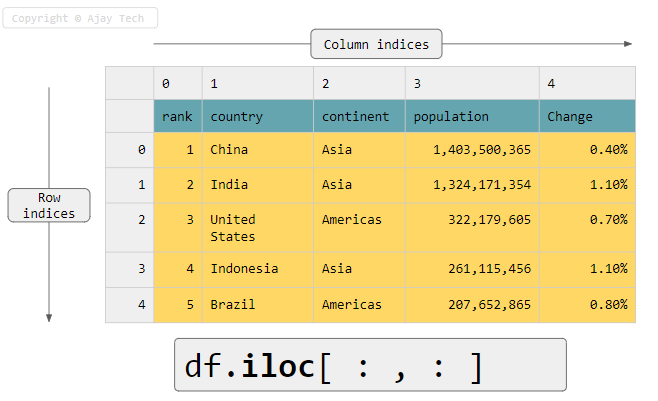 Copyright © Ajay Tech
Column indices
0 1 2 3 4
rank country continent population Change
0 1 China Asia 1,403,500,365 0.40%
1 2 India Asia 1,324,171,354 1.10%
Row
indices
2 3 United Americas 322,179,605 0.70%
States
3 4 Indonesia Asia 261,115,456 1.10%
4 5 Brazil Americas 207,652,865 0.80%
df.iloc[ : , : ]